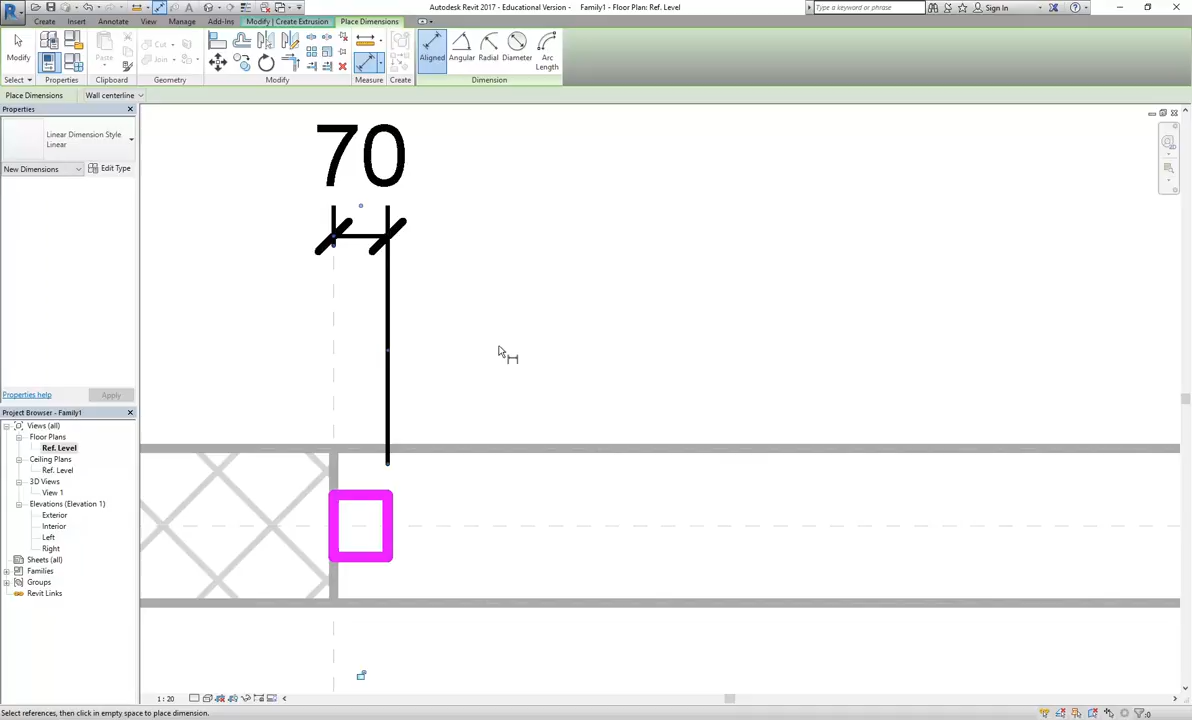 Autodesk Revit 2017 - Educational Version - Family1 - Floor Plan: Ref. Level
Type a keyword or phrase
Sign In
Create Insert Annotate View Manage Add-Ins Modify | Create Extrusion Place Dimensions
Modify
Paste
Cut
Join
Aligned Angular Radial Diameter Arc Length
Select Properties Clipboard Geometry Modify Measure Create Dimension
Place Dimensions Wall centerline
Properties
Linear Dimension Style
Linear
New Dimensions Edit Type
Properties help Apply
Project Browser - Family1
Views (all)
Floor Plans
Ref. Level
Ceiling Plans
Ref. Level
3D Views
View 1
Elevations (Elevation 1)
Exterior
Interior
Left
Right
Sheets (all)
Families
Groups
Revit Links
70
1 : 20
Select references, then click in empty space to place dimension.
:0